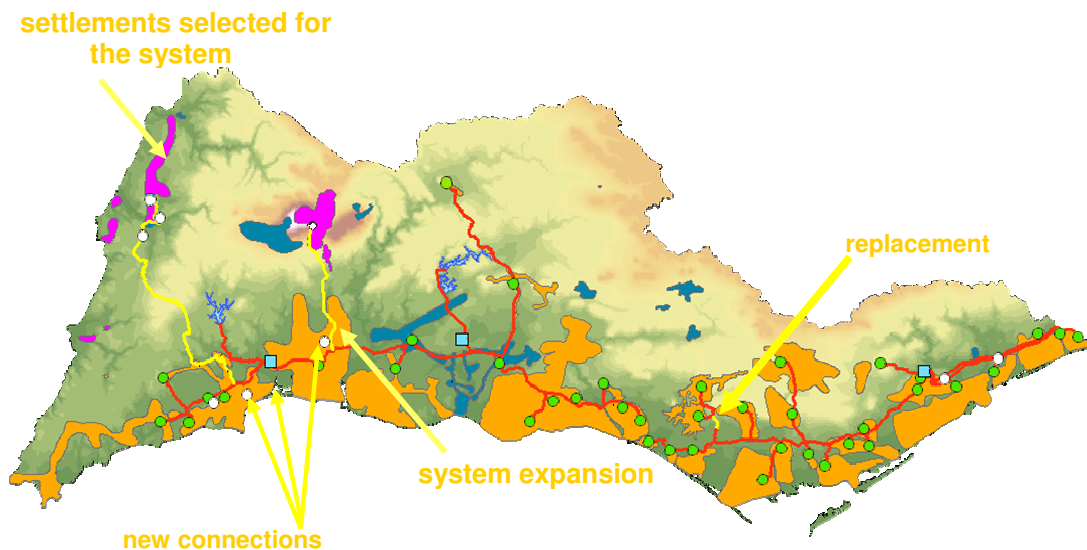 settlements selected for
the system
replacement
system expansion
new connections